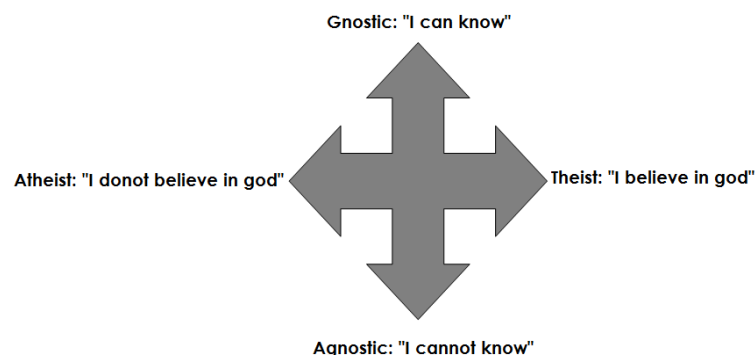 Gnostic: "I can know"
Atheist: "I donot believe in god"
Theist: "I believe in god"
Agnostic: "I cannot know"